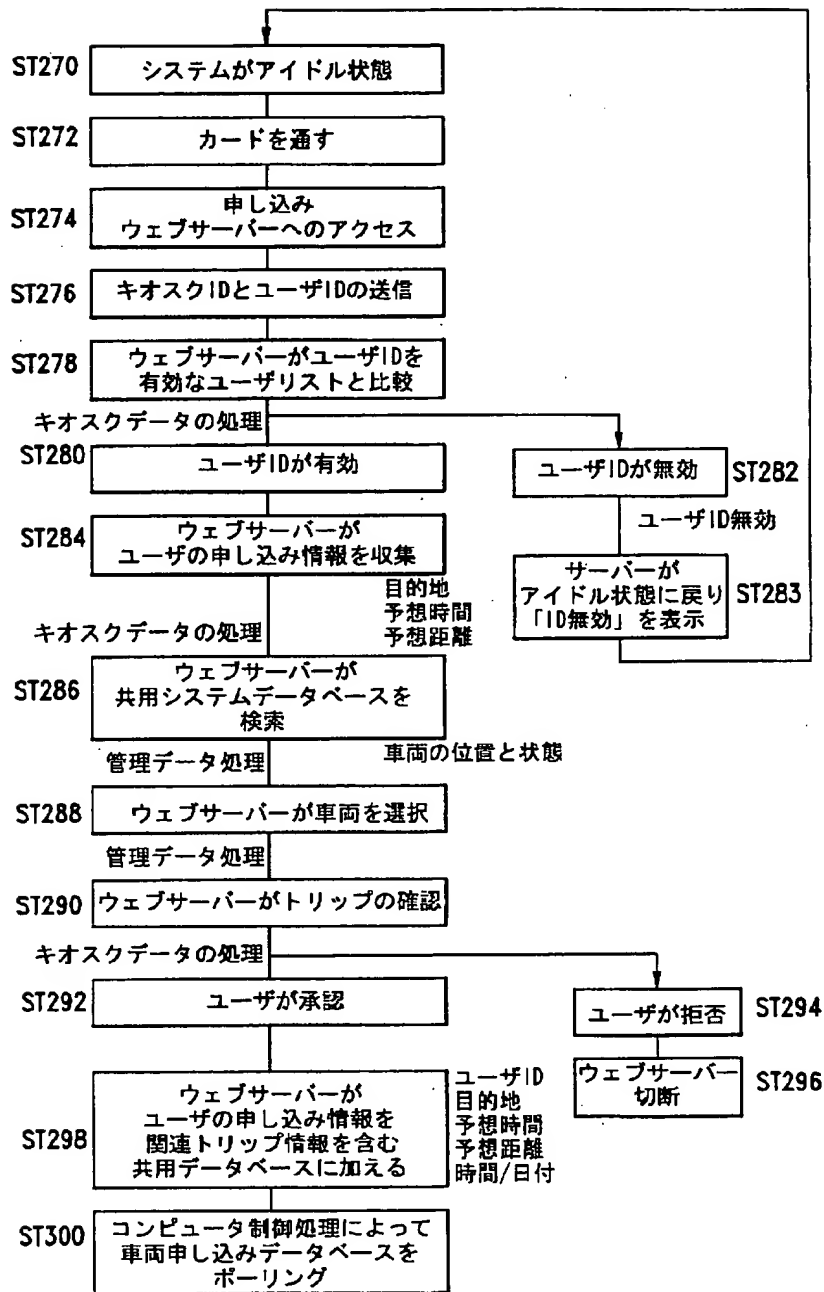 ST270
システムがアイドル状態
ST272
カードを通す
ST274
申し込み
ウェブサーバーへのアクセス
ST276
キオスクIDとユーザIDの送信
ST278
ウェブサーバーがユーザIDを
有効なユーザリストと比較
キオスクデータの処理
ST280
ユーザIDが有効
ユーザIDが無効
ST282
ユーザID無効
ST284
ウェブサーバーが
ユーザの申し込み情報を収集
サーバーが
アイドル状態に戻り
「ID無効」を表示
ST283
目的地
予想時間
予想距離
キオスクデータの処理
ST286
ウェブサーバーが
共用システムデータベースを
検索
車両の位置と状態
管理データ処理
ST288
ウェブサーバーが車両を選択
管理データ処理
ST290
ウェブサーバーがトリップの確認
キオスクデータの処理
ST292
ユーザが承認
ユーザが拒否
ST294
ウェブサーバー
切断
ST296
ST298
ウェブサーバーが
ユーザの申し込み情報を
関連トリップ情報を含む
共用データベースに加える
ユーザID
目的地
予想時間
予想距離
時間/日付
ST300
コンピュータ制御処理によって
車両申し込みデータベースを
ポーリング